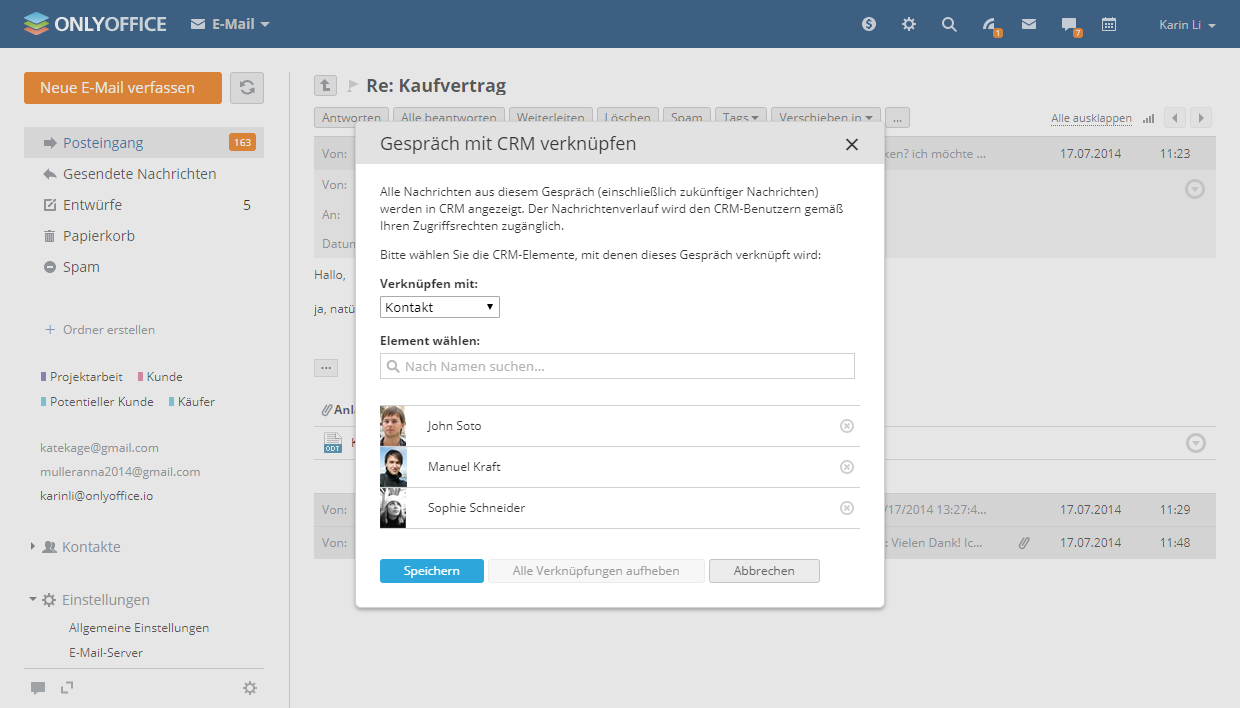 ONLYOFFICE E-Mail Karin Li
1
7
Neue E-Mail verfassen
Posteingang 163
Gesendete Nachrichten
Entwürfe 5
Papierkorb
Spam
Ordner erstellen
Projektarbeit Kunde
Potentieller Kunde Käufer
katekage@gmail.com
mulleranna2014@gmail.com
karinli@onlyoffice.io
Kontakte
Einstellungen
Allgemeine Einstellungen
E-Mail-Server
Re: Kaufvertrag
Antworten Alle beantworten Weiterleiten Löschen Spam Tags Verschieben in ... Alle ausklappen
Von: ken? ich möchte ... 17.07.2014 11:23
Von:
An:
Datum
Hallo,
ja, natü
...
Anl
ODT
Von: /17/2014 13:27:4... 17.07.2014 11:29
Von: : Vielen Dank! Ic... 17.07.2014 11:48
Gespräch mit CRM verknüpfen
Alle Nachrichten aus diesem Gespräch (einschließlich zukünftiger Nachrichten)
werden in CRM angezeigt. Der Nachrichtenverlauf wird den CRM-Benutzern gemäß
Ihren Zugriffsrechten zugänglich.
Bitte wählen Sie die CRM-Elemente, mit denen dieses Gespräch verknüpft wird:
Verknüpfen mit:
Kontakt
Element wählen:
Nach Namen suchen...
John Soto
Manuel Kraft
Sophie Schneider
Speichern Alle Verknüpfungen aufheben Abbrechen